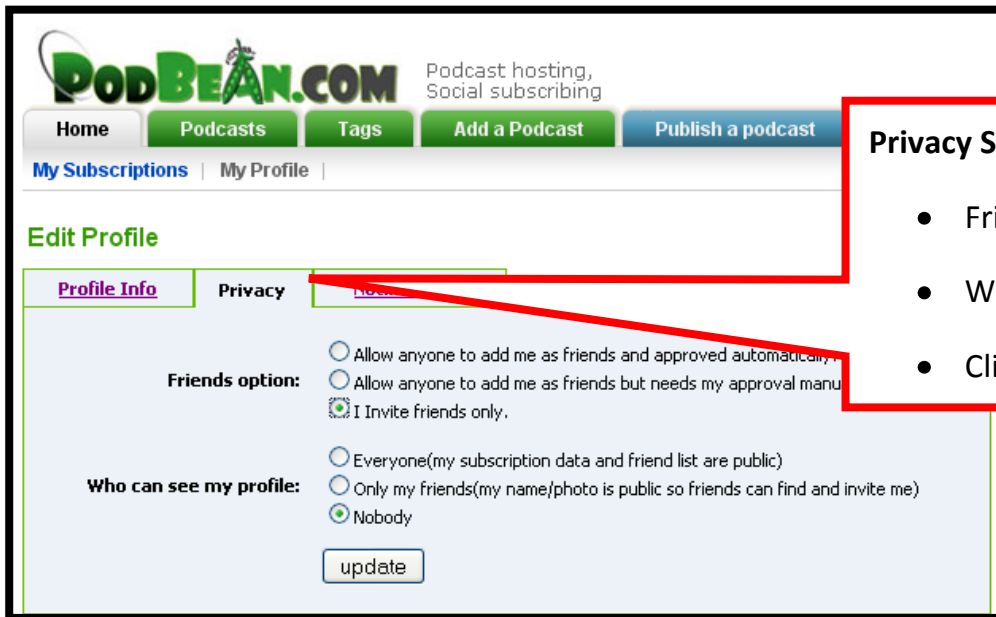 PODBEAN.COM
Podcast hosting,
Social subscribing
Home Podcasts Tags Add a Podcast Publish a podcast
My Subscriptions | My Profile |
Privacy S
• Fri
• W
• Cli
Edit Profile
Profile Info Privacy
Friends option:
Allow anyone to add me as friends and approved automatically.
Allow anyone to add me as friends but needs my approval manu
I Invite friends only.
Who can see my profile:
Everyone(my subscription data and friend list are public)
Only my friends(my name/photo is public so friends can find and invite me)
Nobody
update